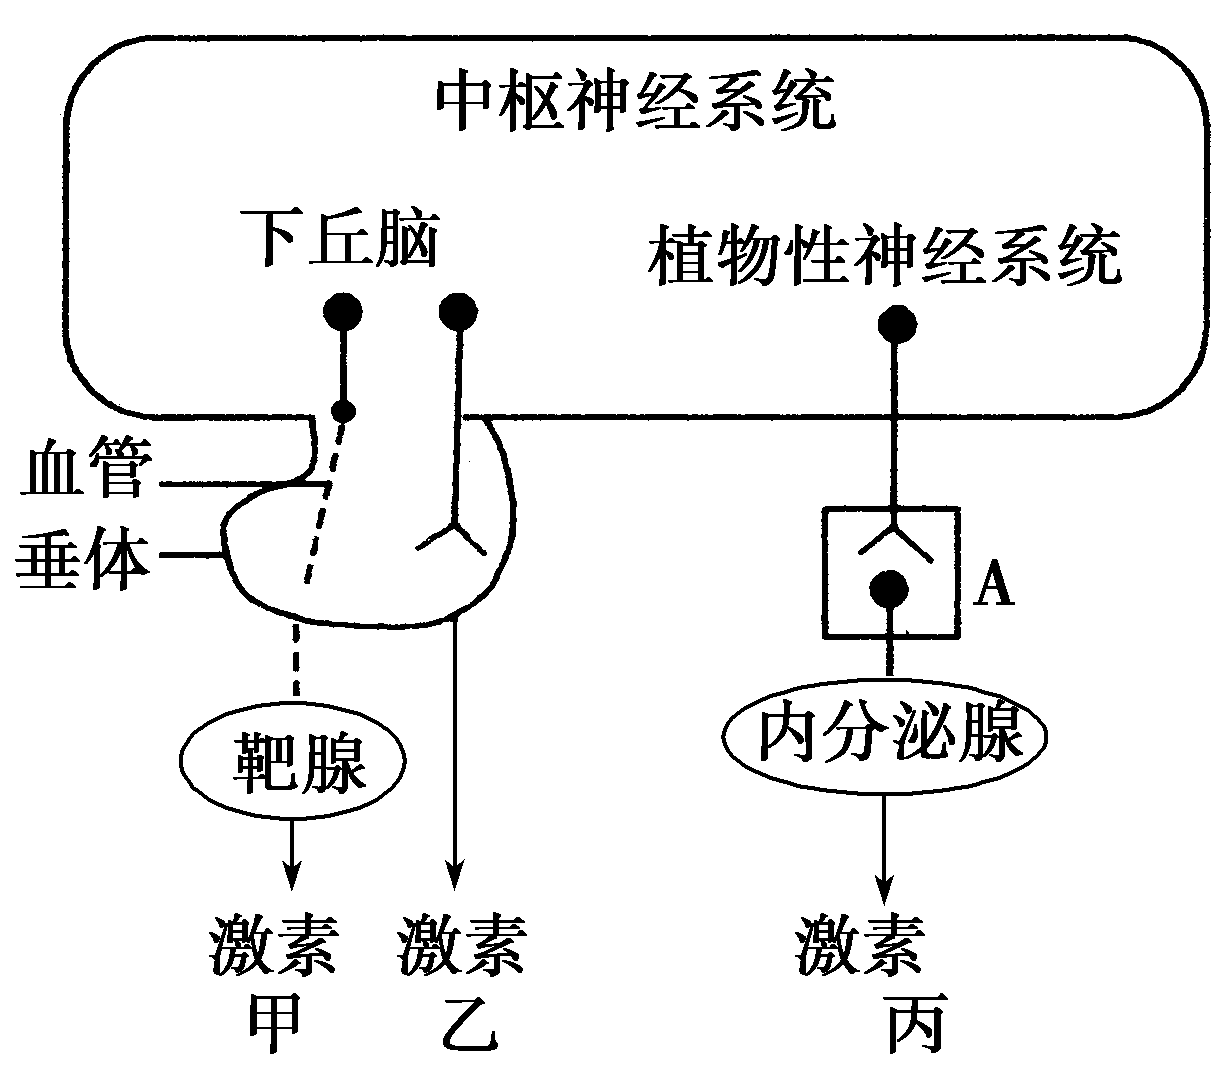 中枢神经系统
下丘脑
植物性神经系统
血管
垂体
A
靶腺
内分泌腺
激素 激素 激素
甲 乙 丙